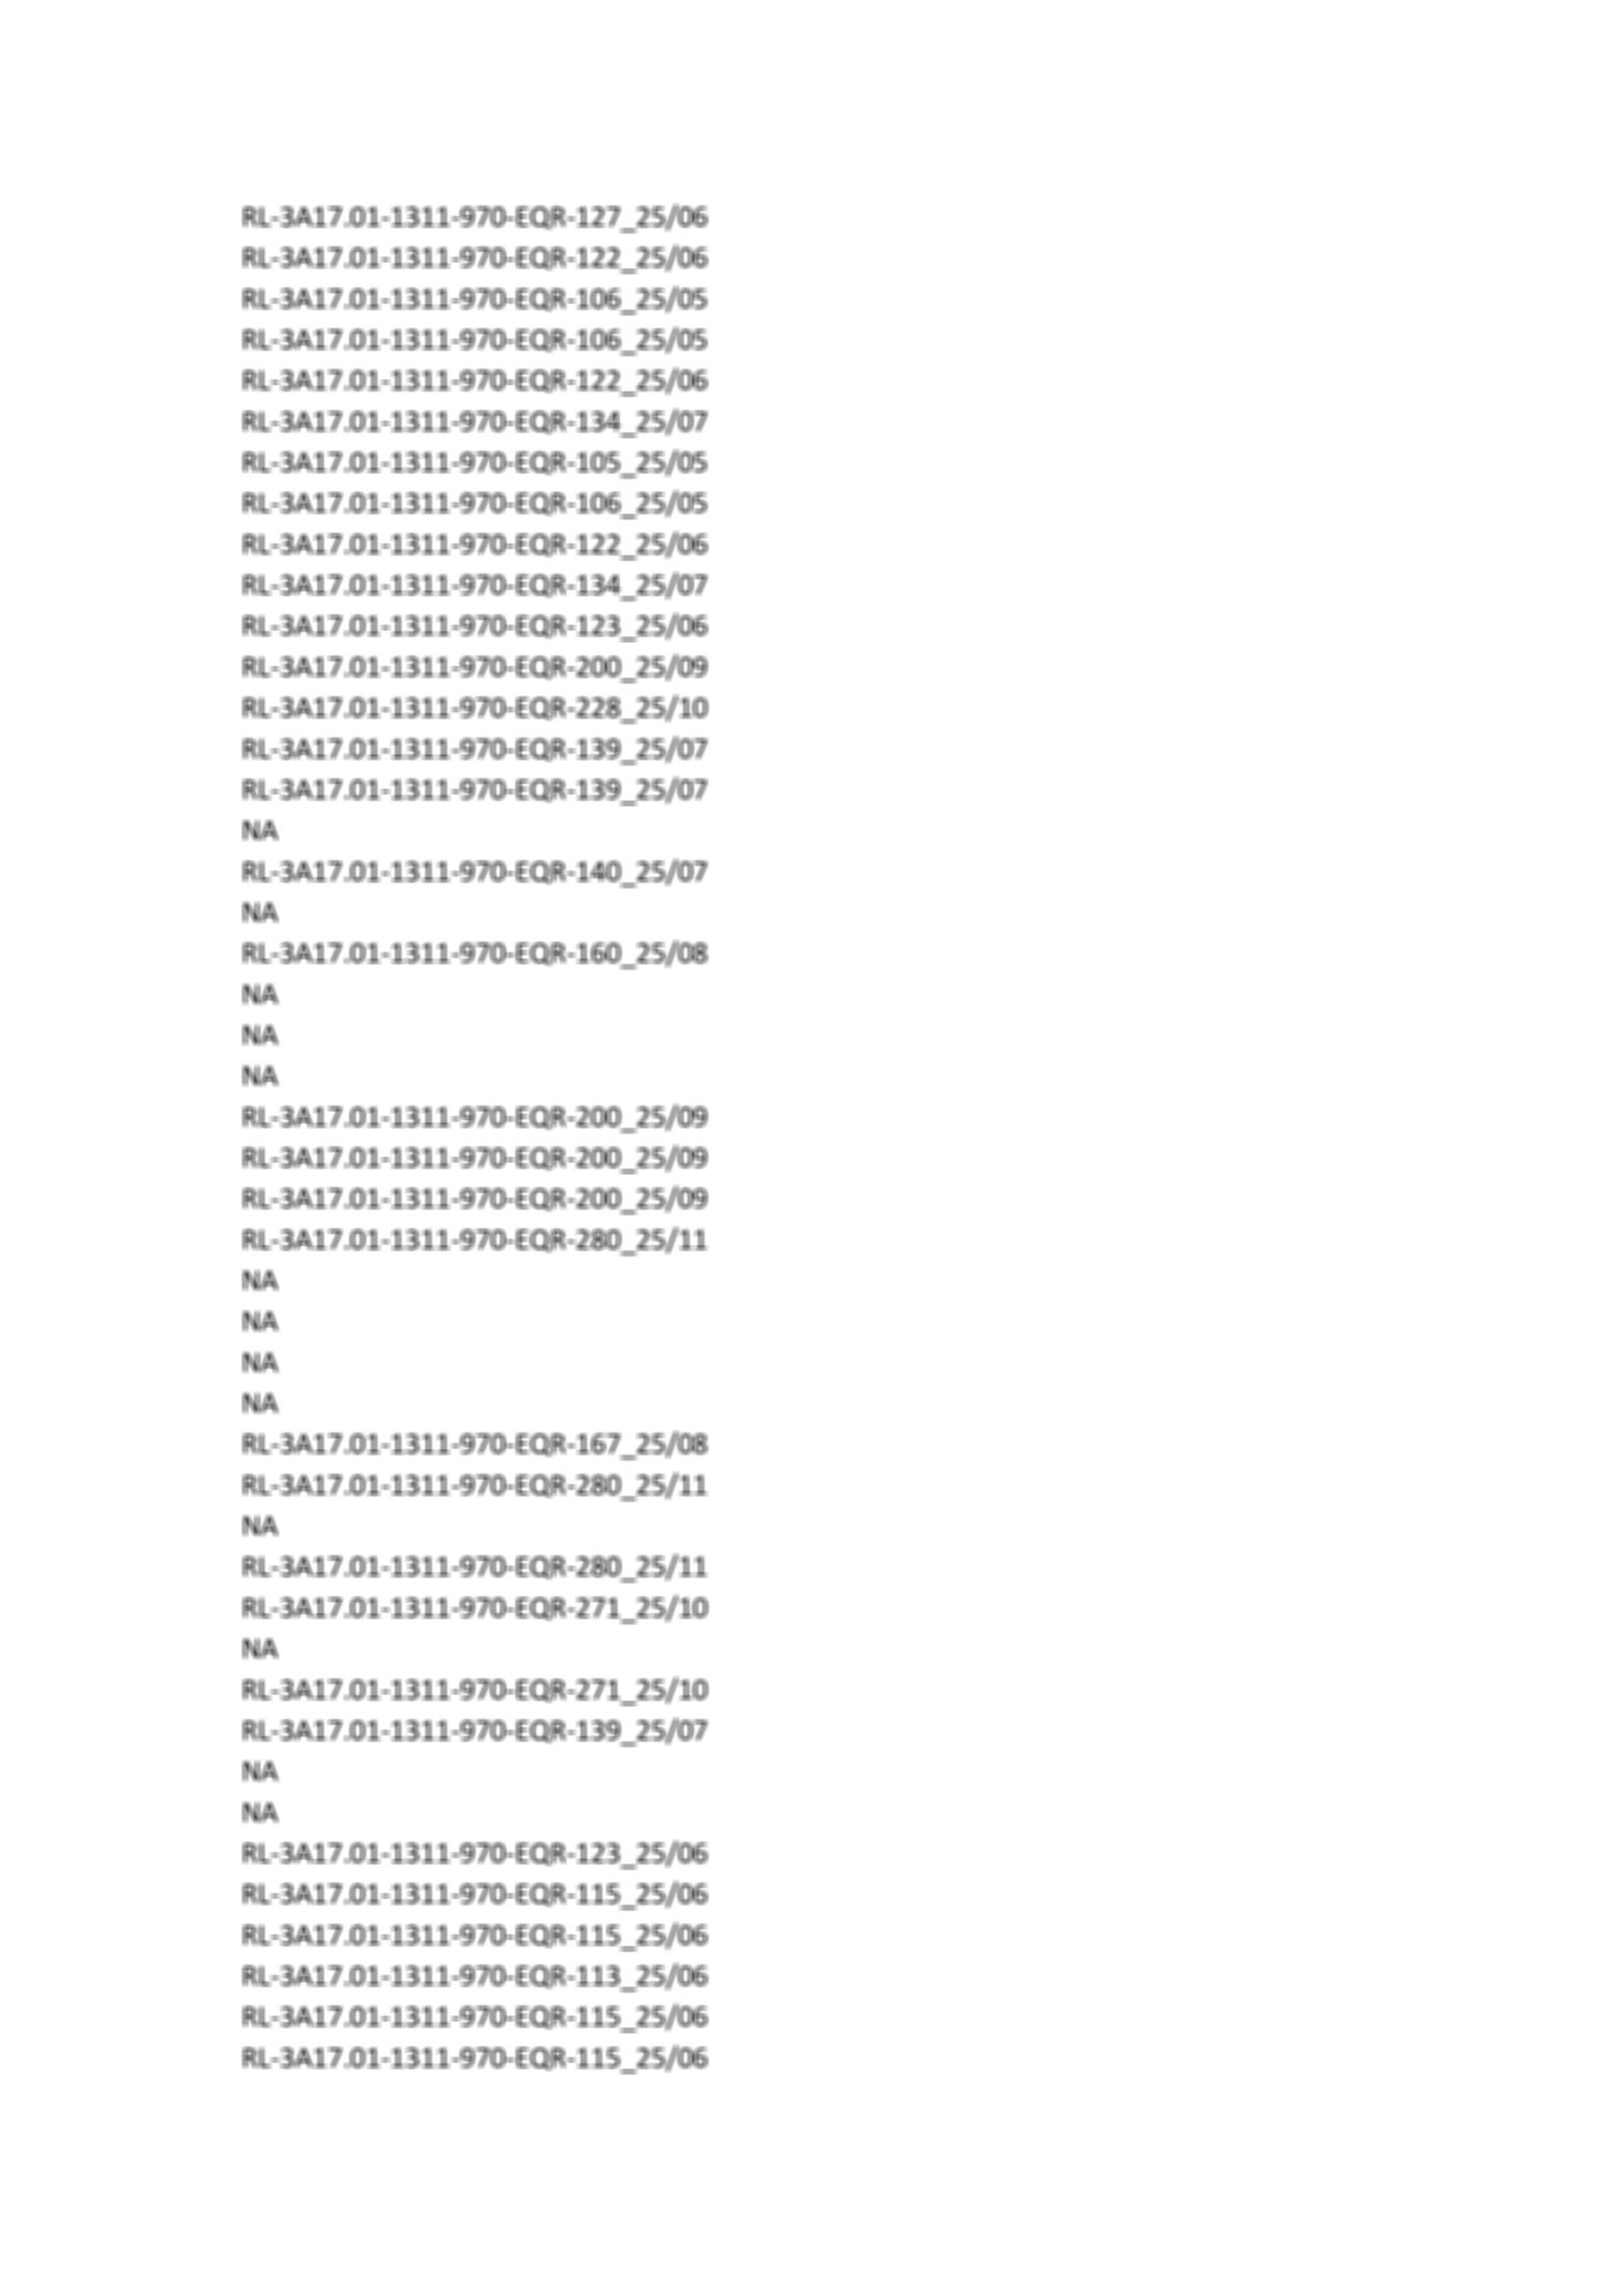 RL-3A17.01-1311-970-EQR-127_25/06
RL-3A17.01-1311-970-EQR-122_25/06
RL-3A17.01-1311-970-EQR-106_25/05
RL-3A17.01-1311-970-EQR-106_25/05
RL-3A17.01-1311-970-EQR-122_25/06
RL-3A17.01-1311-970-EQR-134_25/07
RL-3A17.01-1311-970-EQR-105_25/05
RL-3A17.01-1311-970-EQR-106_25/05
RL-3A17.01-1311-970-EQR-122_25/06
RL-3A17.01-1311-970-EQR-134_25/07
RL-3A17.01-1311-970-EQR-123_25/06
RL-3A17.01-1311-970-EQR-200_25/09
RL-3A17.01-1311-970-EQR-228_25/10
RL-3A17.01-1311-970-EQR-139_25/07
RL-3A17.01-1311-970-EQR-139_25/07
NA
RL-3A17.01-1311-970-EQR-140_25/07
NA
RL-3A17.01-1311-970-EQR-160_25/08
NA
NA
NA
RL-3A17.01-1311-970-EQR-200_25/09
RL-3A17.01-1311-970-EQR-200_25/09
RL-3A17.01-1311-970-EQR-200_25/09
RL-3A17.01-1311-970-EQR-280_25/11
NA
NA
NA
NA
RL-3A17.01-1311-970-EQR-167_25/08
RL-3A17.01-1311-970-EQR-280_25/11
NA
RL-3A17.01-1311-970-EQR-280_25/11
RL-3A17.01-1311-970-EQR-271_25/10
NA
RL-3A17.01-1311-970-EQR-271_25/10
RL-3A17.01-1311-970-EQR-139_25/07
NA
NA
RL-3A17.01-1311-970-EQR-123_25/06
RL-3A17.01-1311-970-EQR-115_25/06
RL-3A17.01-1311-970-EQR-115_25/06
RL-3A17.01-1311-970-EQR-113_25/06
RL-3A17.01-1311-970-EQR-115_25/06
RL-3A17.01-1311-970-EQR-115_25/06